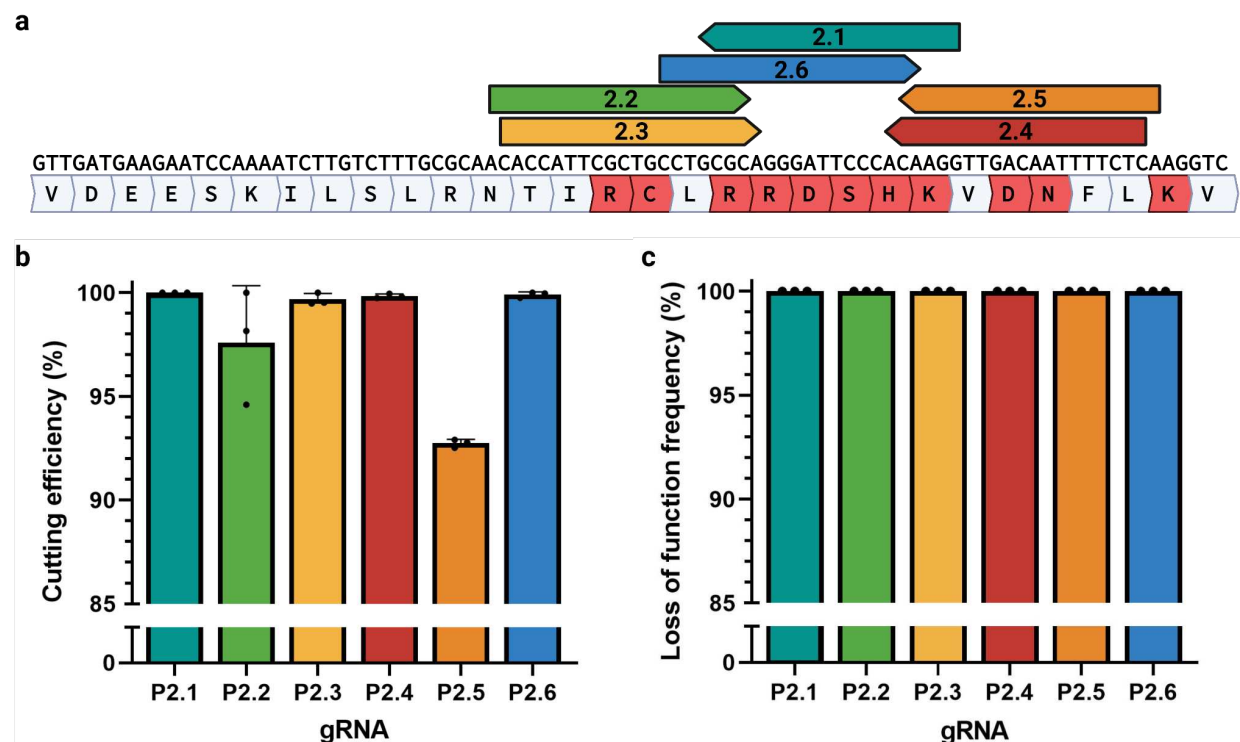 a
2.1
2.6
2.2 2.5
2.3 2.4
GTTGATGAAGAATCCAAAATCTTGTCTTTGCGCAACACCATTCGCTGCCTGCGCAGGGATTCCCACAAGGTTGACAATTTTCTCAAGGTC
V D E E S K I L S L R N T I R C L R R D S H K V D N F L K V
b
Cutting efficiency (%)
100
95
90
85
0
P2.1 P2.2 P2.3 P2.4 P2.5 P2.6
gRNA
c
Loss of function frequency (%)
100
95
90
85
0
P2.1 P2.2 P2.3 P2.4 P2.5 P2.6
gRNA